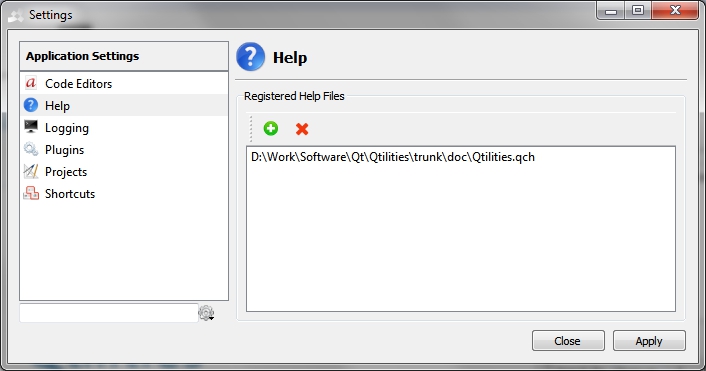 Settings
Application Settings
Code Editors
Help
Logging
Plugins
Projects
Shortcuts
Help
Registered Help Files
D:\Work\Software\Qt\Qtilities\trunk\doc\Qtilities.qch
Close
Apply